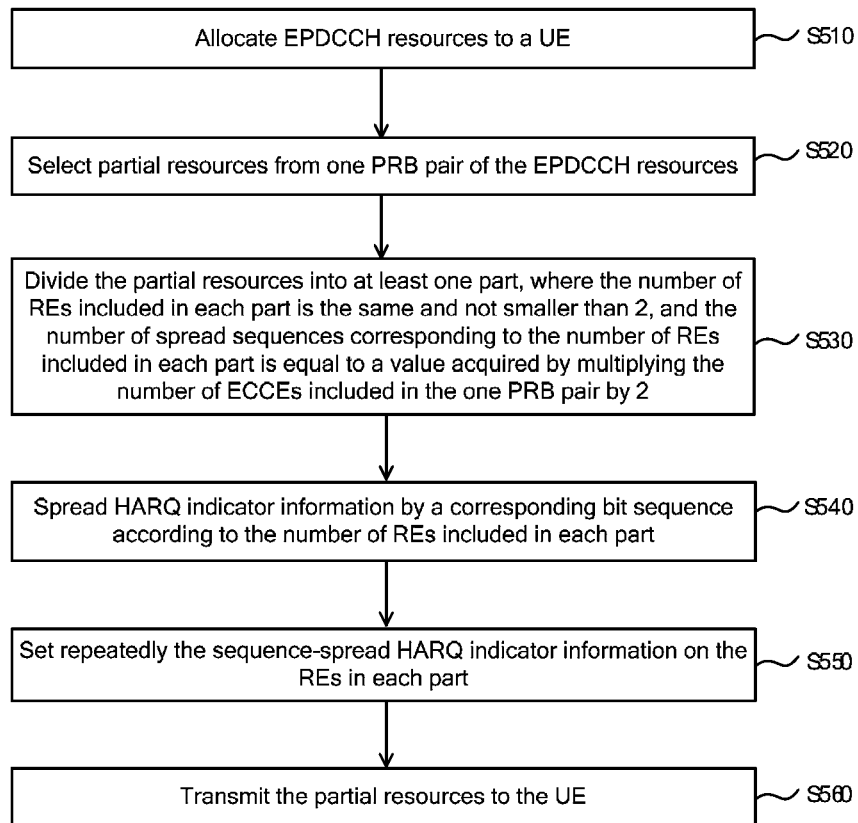 Allocate EPDCCH resources to a UE
S510
Select partial resources from one PRB pair of the EPDCCH resources
S520
Divide the partial resources into at least one part, where the number of
REs included in each part is the same and not smaller than 2, and the
number of spread sequences corresponding to the number of REs
included in each part is equal to a value acquired by multiplying the
number of ECCEs included in the one PRB pair by 2
S530
Spread HARQ indicator information by a corresponding bit sequence
according to the number of REs included in each part
S540
Set repeatedly the sequence-spread HARQ indicator information on the
REs in each part
S550
Transmit the partial resources to the UE
S560